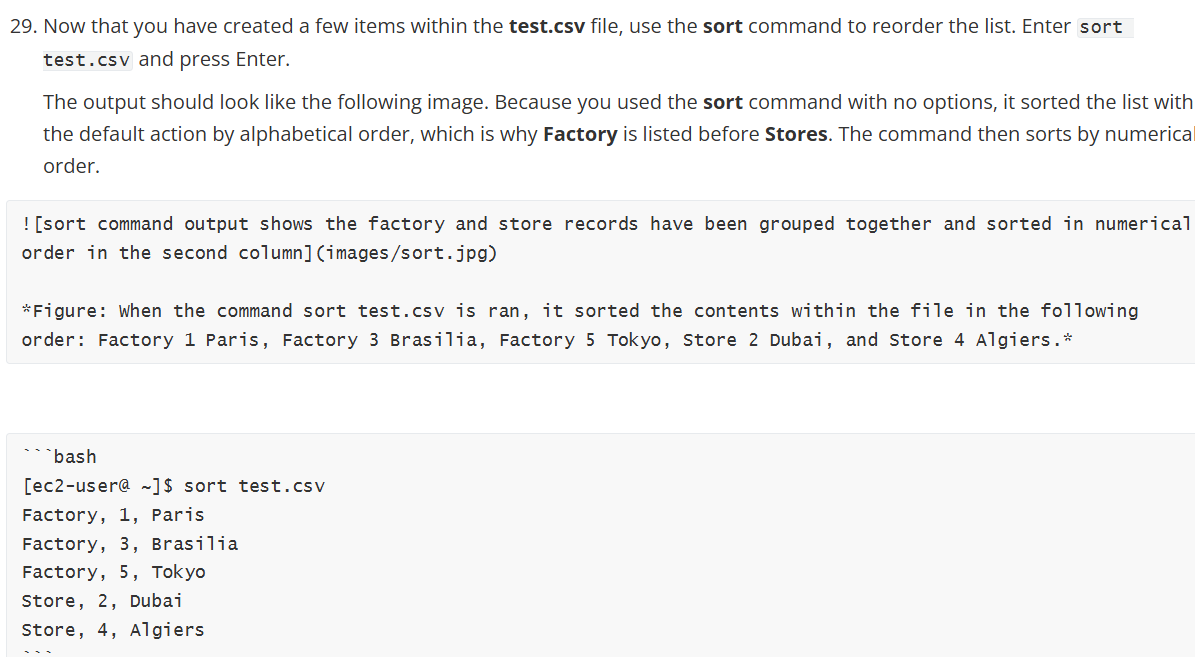 29. Now that you have created a few items within the test.csv file, use the sort command to reorder the list. Enter sort
test.csv and press Enter.
The output should look like the following image. Because you used the sort command with no options, it sorted the list with
the default action by alphabetical order, which is why Factory is listed before Stores. The command then sorts by numerical
order.
![sort command output shows the factory and store records have been grouped together and sorted in numerical
order in the second column](images/sort.jpg)
*Figure: When the command sort test.csv is ran, it sorted the contents within the file in the following
order: Factory 1 Paris, Factory 3 Brasilia, Factory 5 Tokyo, Store 2 Dubai, and Store 4 Algiers.*
```bash
[ec2-user@ ~]$ sort test.csv
Factory, 1, Paris
Factory, 3, Brasilia
Factory, 5, Tokyo
Store, 2, Dubai
Store, 4, Algiers
```